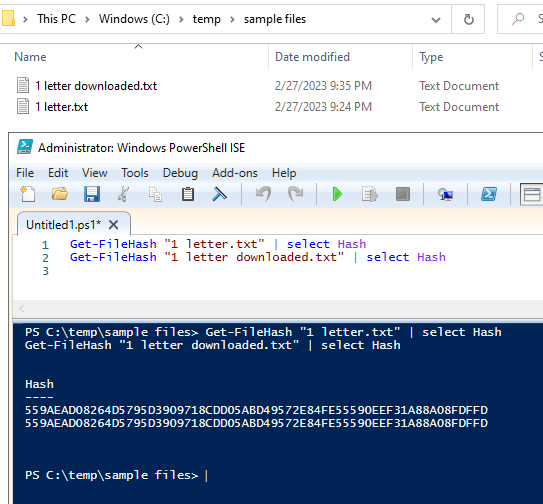 This PC > Windows (C:) > temp > sample files
Name Date modified Type
1 letter downloaded.txt 2/27/2023 9:35 PM Text Document
1 letter.txt 2/27/2023 9:24 PM Text Document
Administrator: Windows PowerShell ISE
File Edit View Tools Debug Add-ons Help
Untitled1.ps1* X
1 Get-FileHash "1 letter.txt" | select Hash
2 Get-FileHash "1 letter downloaded.txt" | select Hash
3
PS C:\temp\sample files> Get-FileHash "1 letter.txt" | select Hash
Get-FileHash "1 letter downloaded.txt" | select Hash
Hash
----
559AEAD08264D5795D3909718CDD05ABD49572E84FE55590EEF31A88A08FDFFD
559AEAD08264D5795D3909718CDD05ABD49572E84FE55590EEF31A88A08FDFFD
PS C:\temp\sample files>